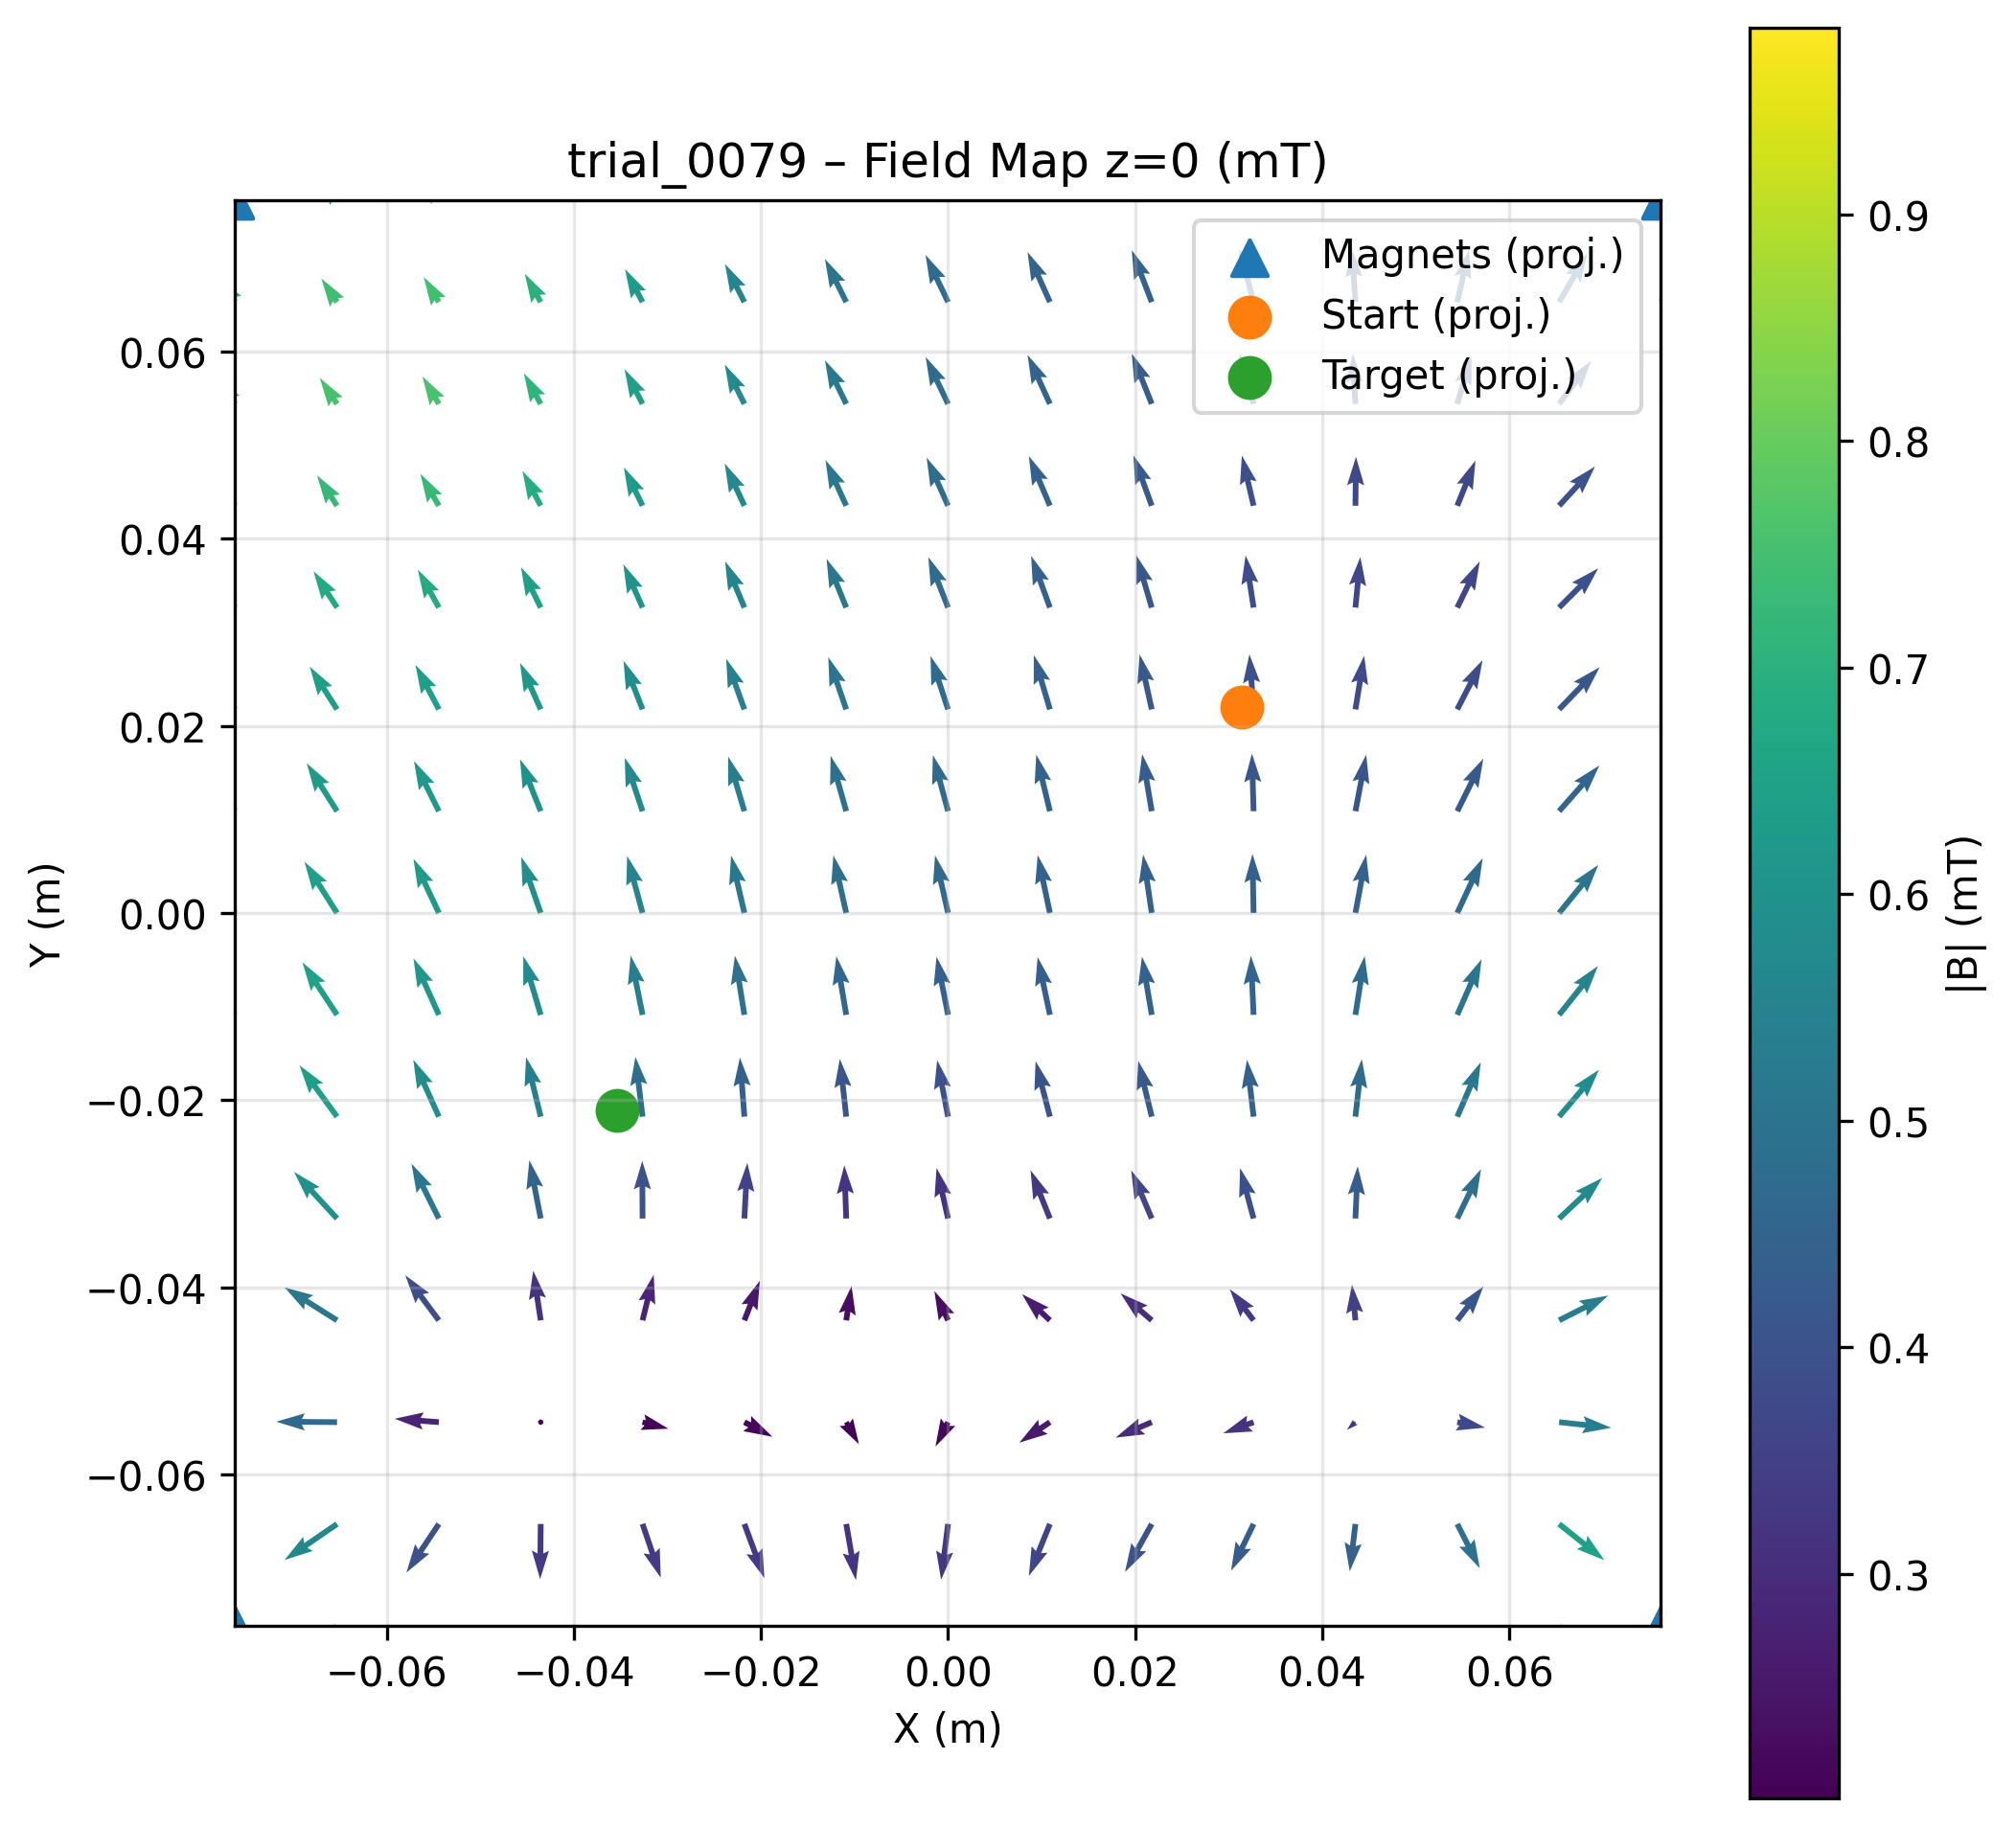 trial_0079 – Field Map z=0 (mT)
Magnets (proj.)
Start (proj.)
Target (proj.)
0.06
0.04
0.02
0.00
−0.02
−0.04
−0.06
Y (m)
−0.06 −0.04 −0.02 0.00 0.02 0.04 0.06
X (m)
0.9
0.8
0.7
0.6
0.5
0.4
0.3
|B| (mT)